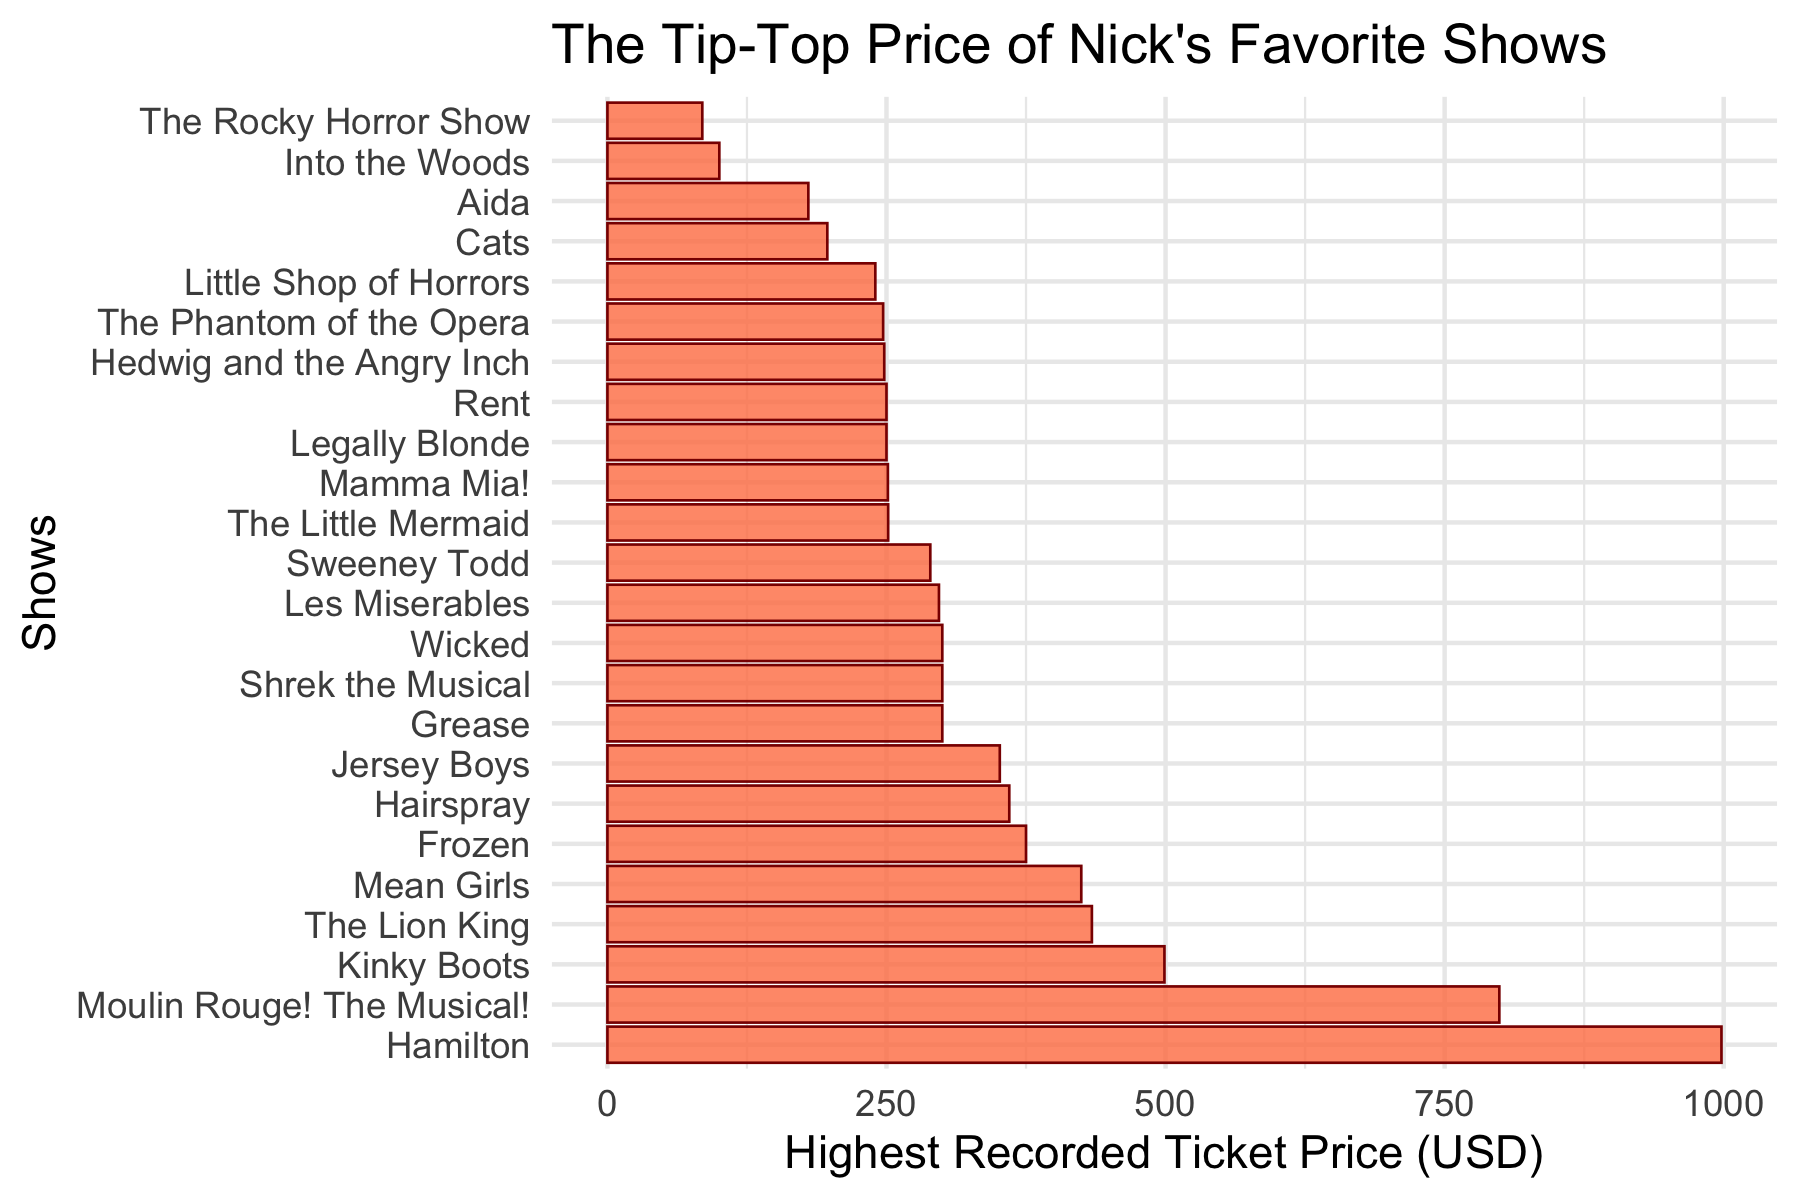 The Tip-Top Price of Nick's Favorite Shows
The Rocky Horror Show
Into the Woods
Aida
Cats
Little Shop of Horrors
The Phantom of the Opera
Hedwig and the Angry Inch
Rent
Legally Blonde
Mamma Mia!
The Little Mermaid
Sweeney Todd
Les Miserables
Wicked
Shrek the Musical
Grease
Jersey Boys
Hairspray
Frozen
Mean Girls
The Lion King
Kinky Boots
Moulin Rouge! The Musical!
Hamilton
Shows
0 250 500 750 1000
Highest Recorded Ticket Price (USD)